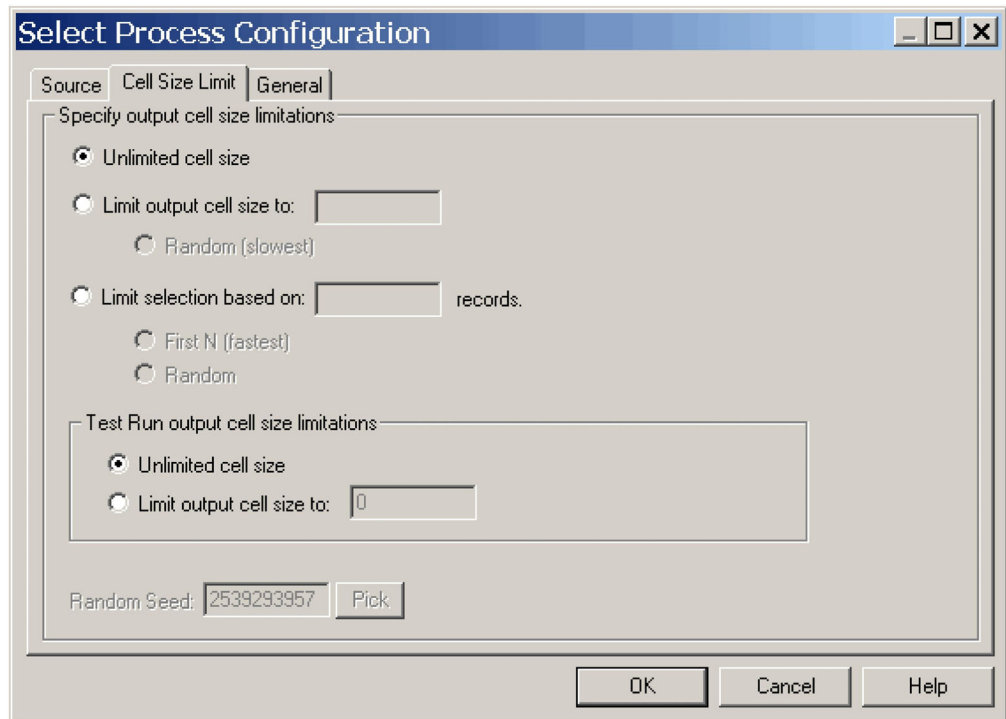 Select Process Configuration
Source Cell Size Limit General
Specify output cell size limitations
Unlimited cell size
Limit output cell size to:
Random (slowest)
Limit selection based on: records.
First N (fastest)
Random
Test Run output cell size limitations
Unlimited cell size
Limit output cell size to: 0
Random Seed: 2539293957 Pick
OK Cancel Help